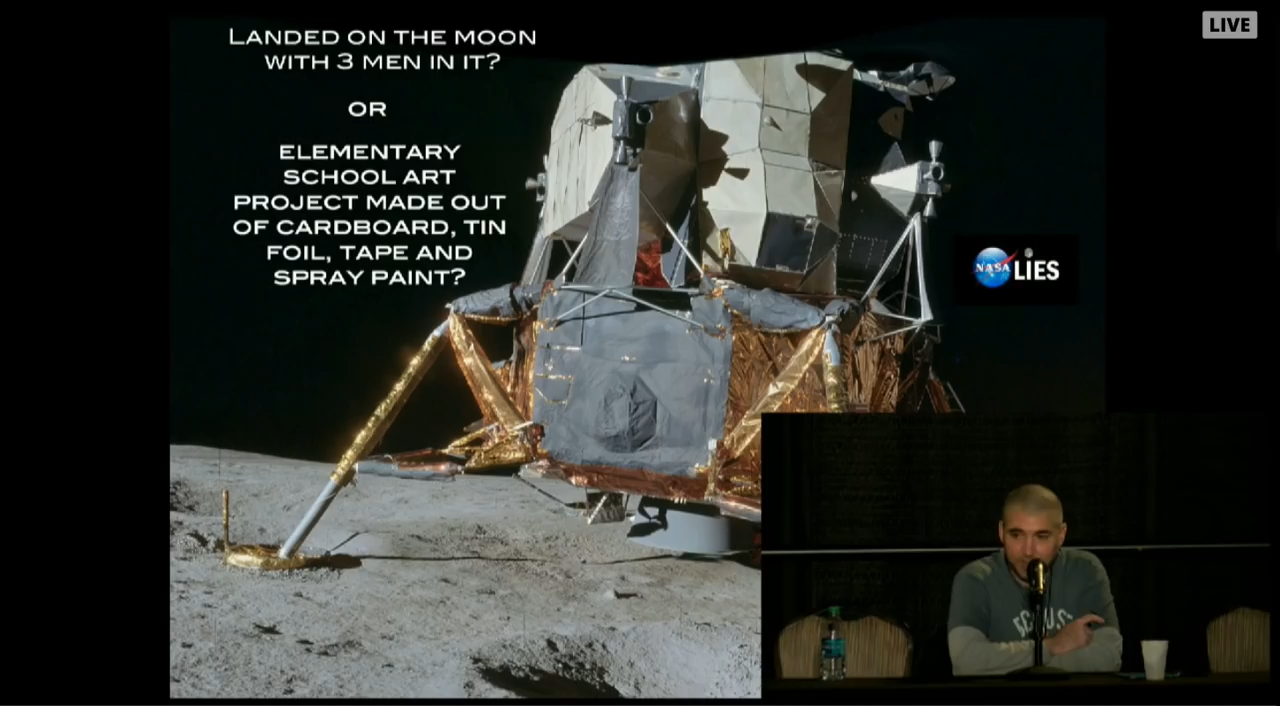 LIVE
LANDED ON THE MOON
WITH 3 MEN IN IT?
OR
ELEMENTARY
SCHOOL ART
PROJECT MADE OUT
OF CARDBOARD, TIN
FOIL, TAPE AND
SPRAY PAINT?
NASA LIES